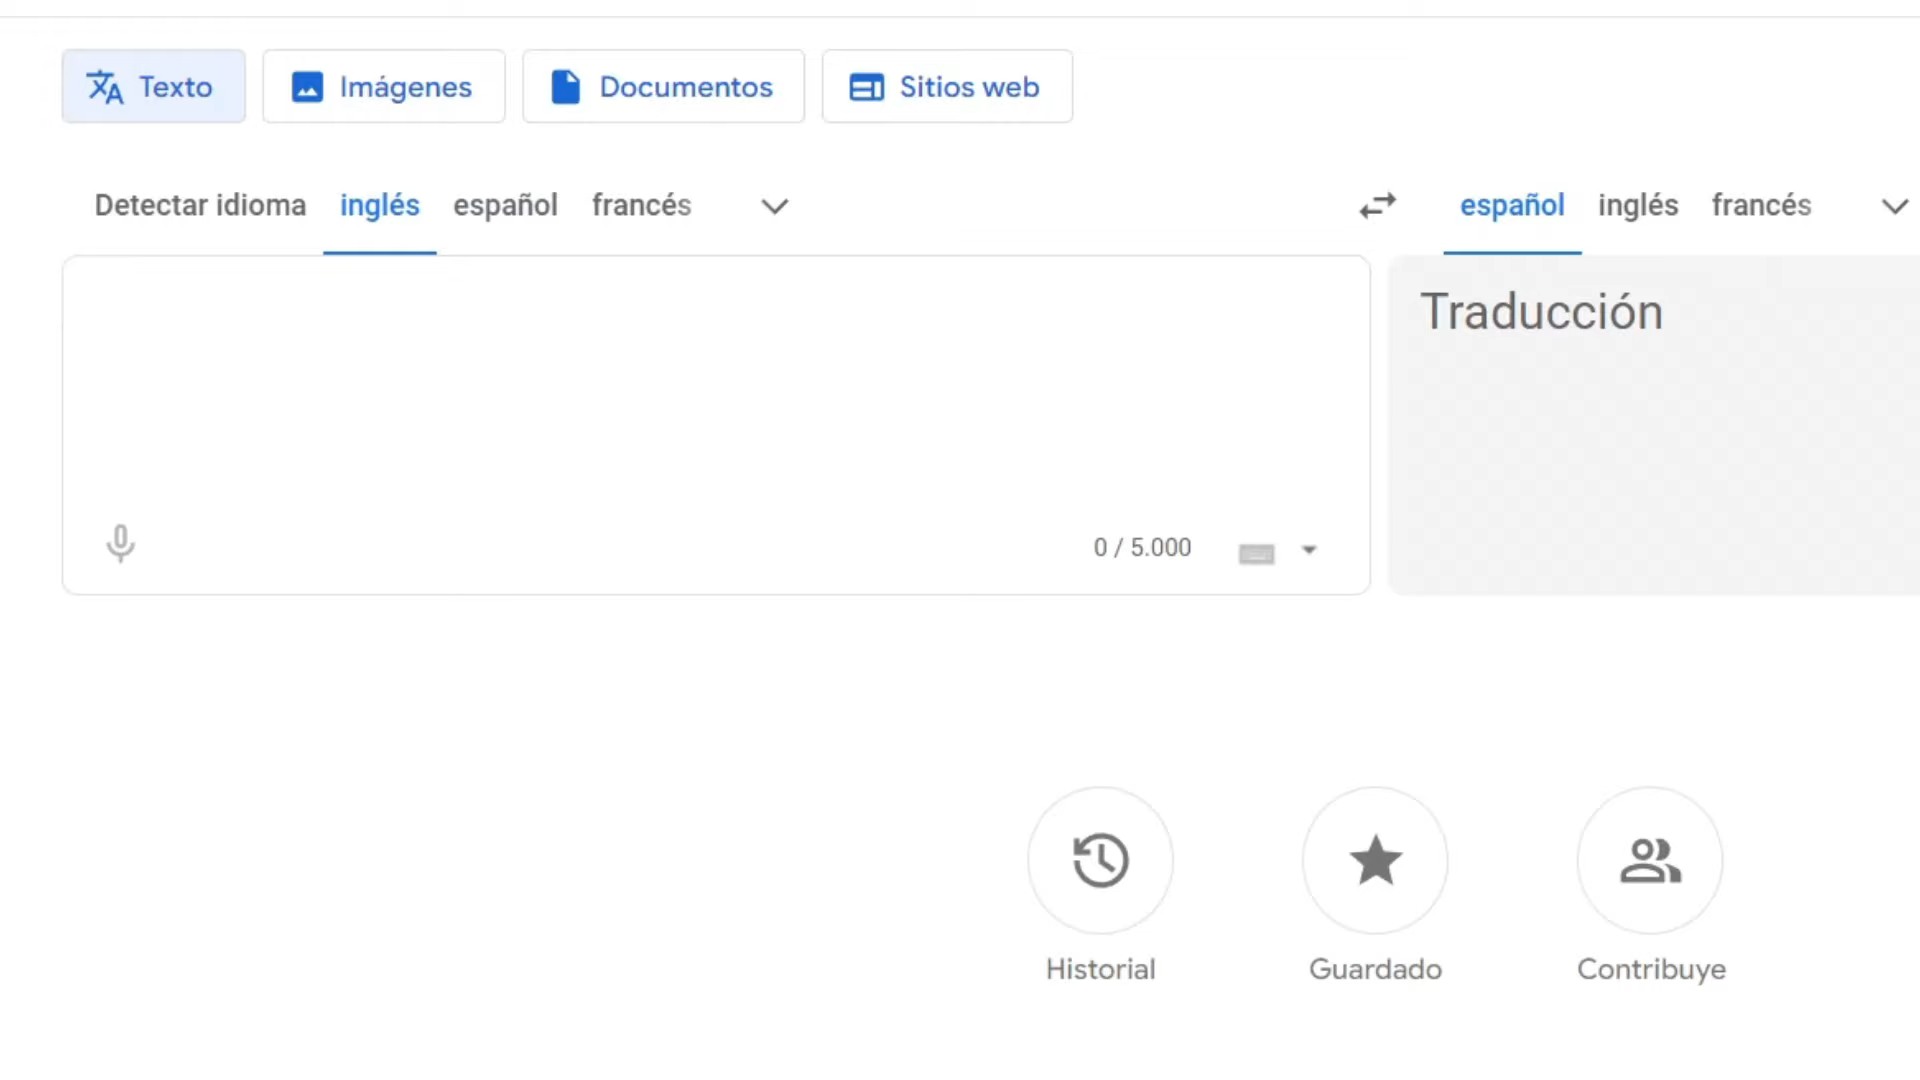 Texto Imágenes Documentos Sitios web
Detectar idioma inglés español francés español inglés francés
Traducción
0 / 5.000
Historial Guardado Contribuye